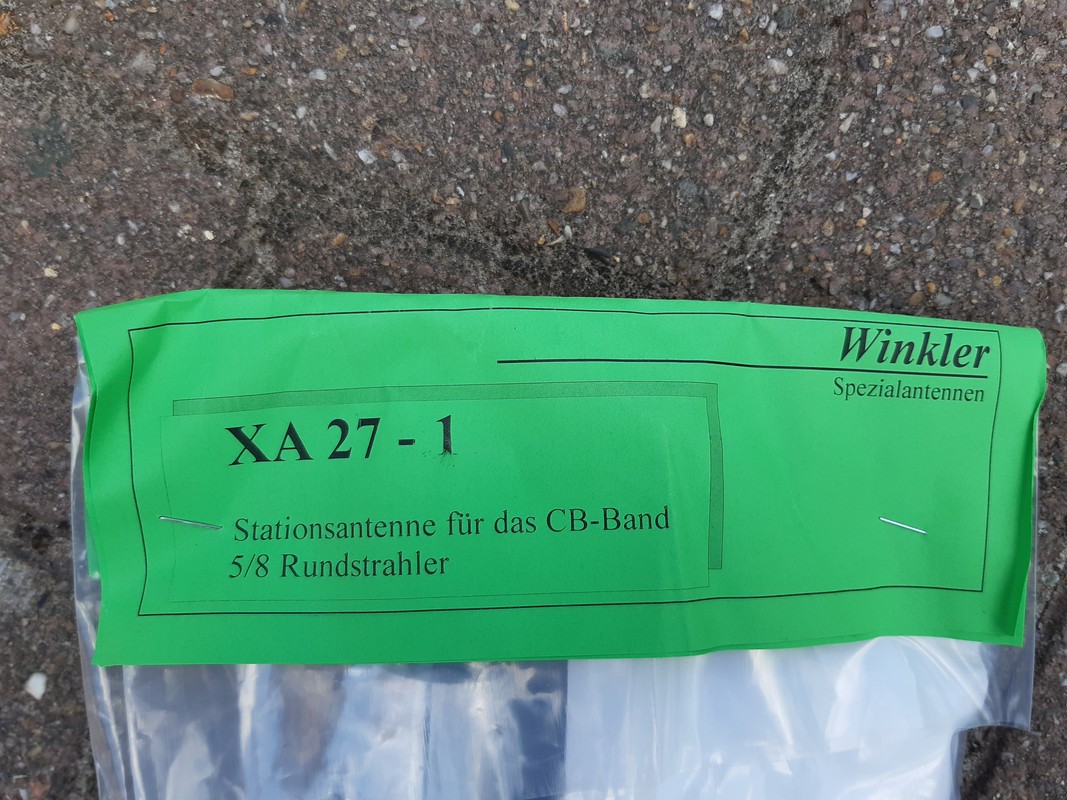 Winkler
Spezialantennen
XA 27 - 1
Stationsantenne für das CB-Band
5/8 Rundstrahler